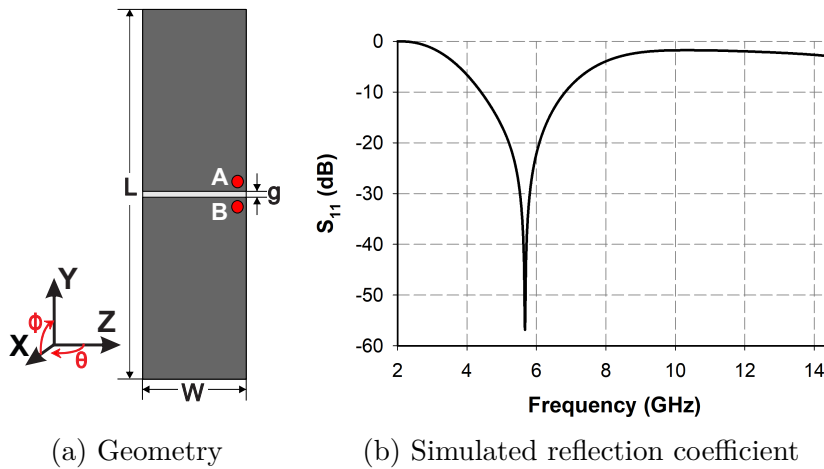 L
A
B
g
W
Y
Z
X
ϕ
θ
(a) Geometry
S11 (dB)
0
-10
-20
-30
-40
-50
-60
2
4
6
8
10
12
14
Frequency (GHz)
(b) Simulated reflection coefficient